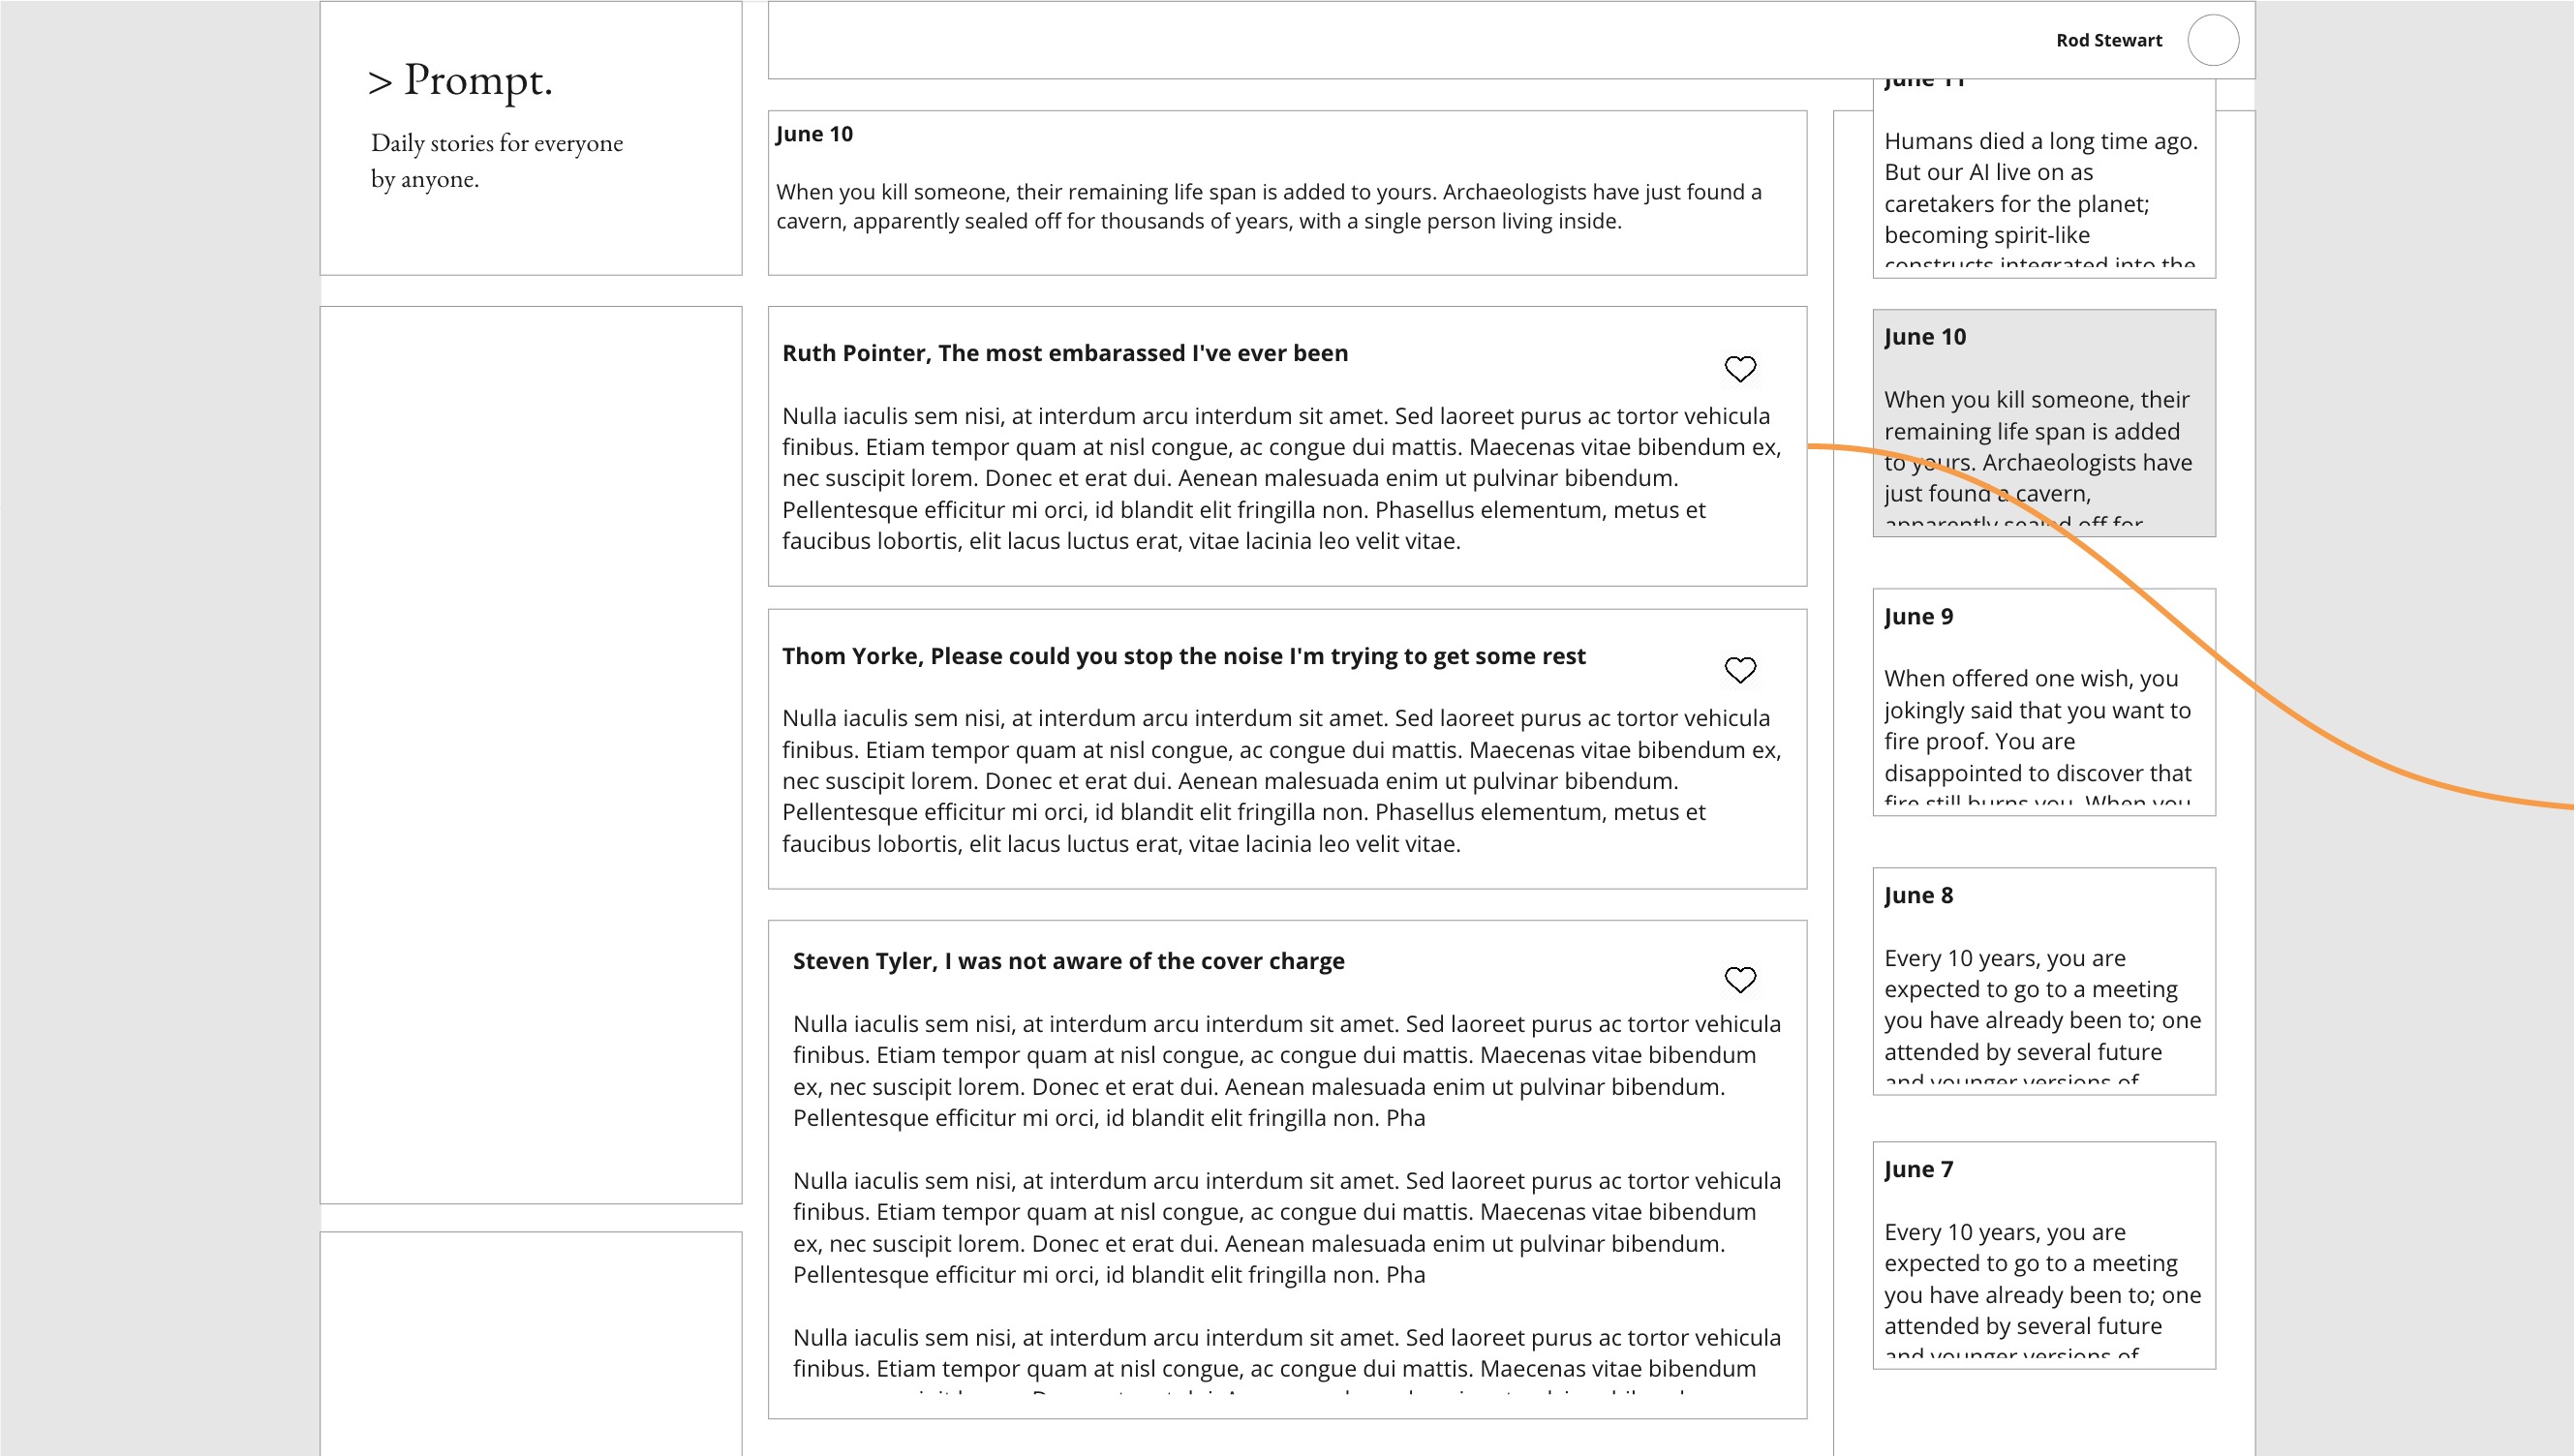 > Prompt.
Daily stories for everyone
by anyone.
Rod Stewart
June 10
When you kill someone, their remaining life span is added to yours. Archaeologists have just found a
cavern, apparently sealed off for thousands of years, with a single person living inside.
Ruth Pointer, The most embarassed I've ever been
Nulla iaculis sem nisi, at interdum arcu interdum sit amet. Sed laoreet purus ac tortor vehicula
finibus. Etiam tempor quam at nisl congue, ac congue dui mattis. Maecenas vitae bibendum ex,
nec suscipit lorem. Donec et erat dui. Aenean malesuada enim ut pulvinar bibendum.
Pellentesque efficitur mi orci, id blandit elit fringilla non. Phasellus elementum, metus et
faucibus lobortis, elit lacus luctus erat, vitae lacinia leo velit vitae.
Thom Yorke, Please could you stop the noise I'm trying to get some rest
Nulla iaculis sem nisi, at interdum arcu interdum sit amet. Sed laoreet purus ac tortor vehicula
finibus. Etiam tempor quam at nisl congue, ac congue dui mattis. Maecenas vitae bibendum ex,
nec suscipit lorem. Donec et erat dui. Aenean malesuada enim ut pulvinar bibendum.
Pellentesque efficitur mi orci, id blandit elit fringilla non. Phasellus elementum, metus et
faucibus lobortis, elit lacus luctus erat, vitae lacinia leo velit vitae.
Steven Tyler, I was not aware of the cover charge
Nulla iaculis sem nisi, at interdum arcu interdum sit amet. Sed laoreet purus ac tortor vehicula
finibus. Etiam tempor quam at nisl congue, ac congue dui mattis. Maecenas vitae bibendum
ex, nec suscipit lorem. Donec et erat dui. Aenean malesuada enim ut pulvinar bibendum.
Pellentesque efficitur mi orci, id blandit elit fringilla non. Pha
Nulla iaculis sem nisi, at interdum arcu interdum sit amet. Sed laoreet purus ac tortor vehicula
finibus. Etiam tempor quam at nisl congue, ac congue dui mattis. Maecenas vitae bibendum
ex, nec suscipit lorem. Donec et erat dui. Aenean malesuada enim ut pulvinar bibendum.
Pellentesque efficitur mi orci, id blandit elit fringilla non. Pha
Nulla iaculis sem nisi, at interdum arcu interdum sit amet. Sed laoreet purus ac tortor vehicula
finibus. Etiam tempor quam at nisl congue, ac congue dui mattis. Maecenas vitae bibendum
June 11
Humans died a long time ago.
But our AI live on as
caretakers for the planet;
becoming spirit-like
constructs integrated into the
June 10
When you kill someone, their
remaining life span is added
to yours. Archaeologists have
just found a cavern,
apparently sealed off for
June 9
When offered one wish, you
jokingly said that you want to
fire proof. You are
disappointed to discover that
fire still burns you. When you
June 8
Every 10 years, you are
expected to go to a meeting
you have already been to; one
attended by several future
and younger versions of
June 7
Every 10 years, you are
expected to go to a meeting
you have already been to; one
attended by several future
and younger versions of